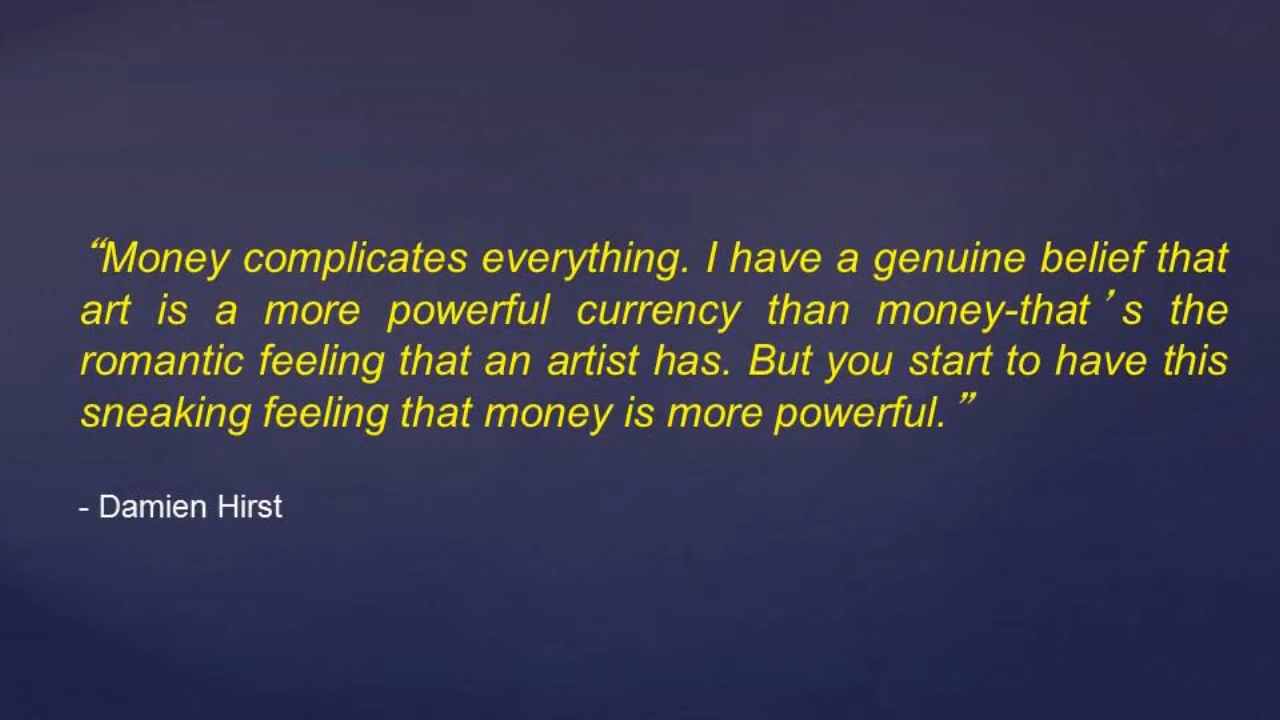 “Money complicates everything. I have a genuine belief that
art is a more powerful currency than money-that’s the
romantic feeling that an artist has. But you start to have this
sneaking feeling that money is more powerful.”
- Damien Hirst